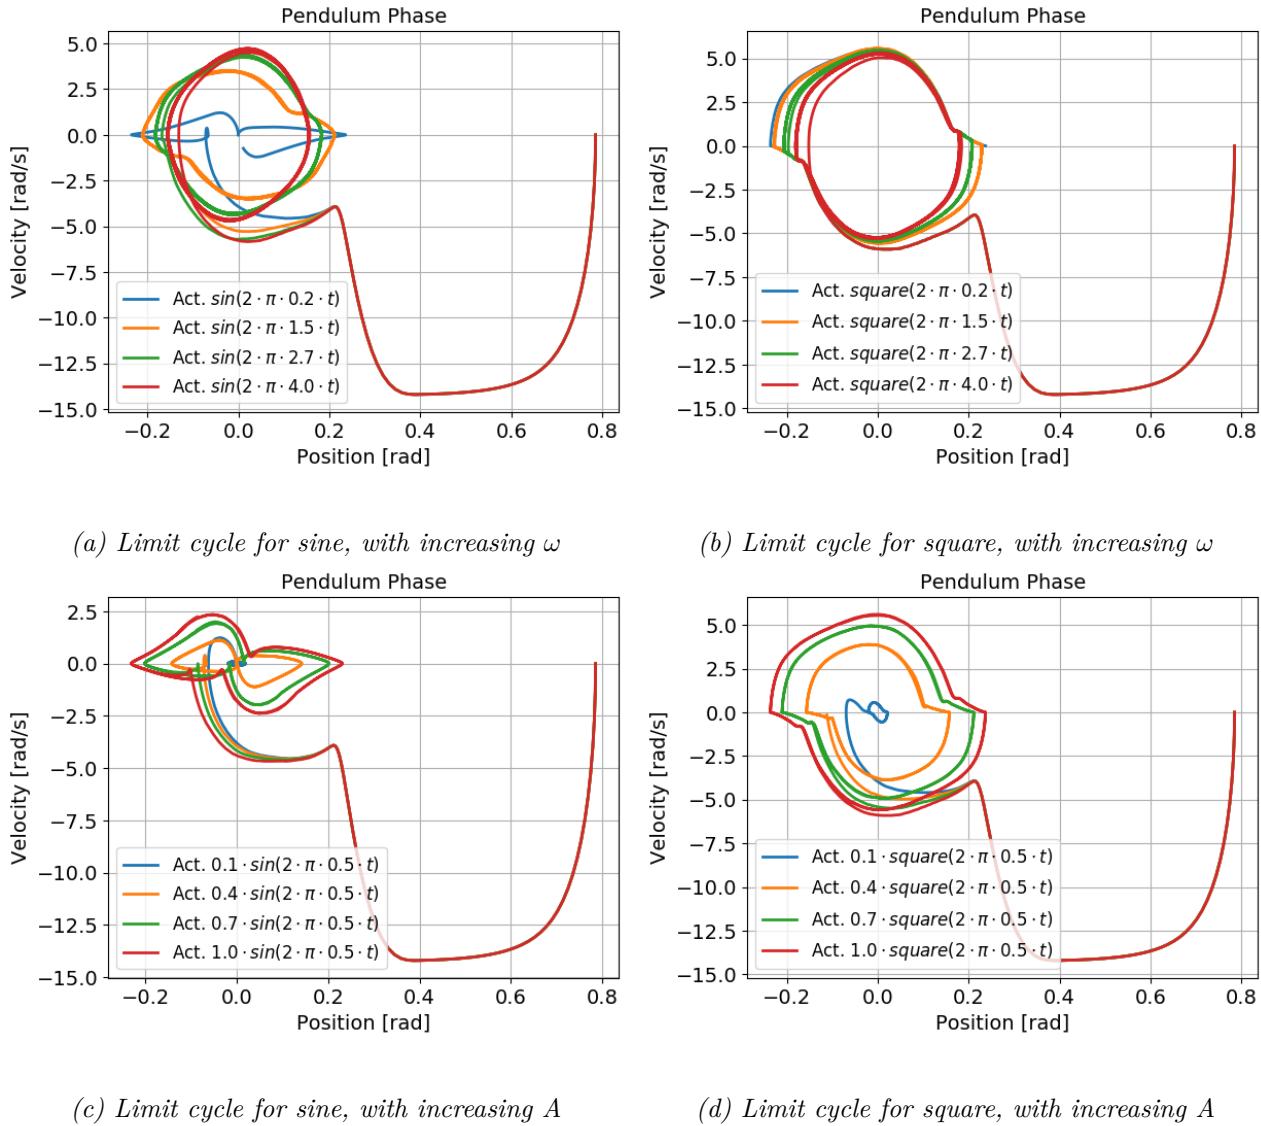 Pendulum Phase
Velocity [rad/s]
5.0
2.5
0.0
−2.5
−5.0
−7.5
−10.0
−12.5
−15.0
Act. sin(2 · π · 0.2 · t)
Act. sin(2 · π · 1.5 · t)
Act. sin(2 · π · 2.7 · t)
Act. sin(2 · π · 4.0 · t)
−0.2 0.0 0.2 0.4 0.6 0.8
Position [rad]
(a) Limit cycle for sine, with increasing ω
Pendulum Phase
Velocity [rad/s]
5.0
2.5
0.0
−2.5
−5.0
−7.5
−10.0
−12.5
−15.0
Act. square(2 · π · 0.2 · t)
Act. square(2 · π · 1.5 · t)
Act. square(2 · π · 2.7 · t)
Act. square(2 · π · 4.0 · t)
−0.2 0.0 0.2 0.4 0.6 0.8
Position [rad]
(b) Limit cycle for square, with increasing ω
Pendulum Phase
Velocity [rad/s]
2.5
0.0
−2.5
−5.0
−7.5
−10.0
−12.5
−15.0
Act. 0.1 · sin(2 · π · 0.5 · t)
Act. 0.4 · sin(2 · π · 0.5 · t)
Act. 0.7 · sin(2 · π · 0.5 · t)
Act. 1.0 · sin(2 · π · 0.5 · t)
−0.2 0.0 0.2 0.4 0.6 0.8
Position [rad]
(c) Limit cycle for sine, with increasing A
Pendulum Phase
Velocity [rad/s]
5.0
2.5
0.0
−2.5
−5.0
−7.5
−10.0
−12.5
−15.0
Act. 0.1 · square(2 · π · 0.5 · t)
Act. 0.4 · square(2 · π · 0.5 · t)
Act. 0.7 · square(2 · π · 0.5 · t)
Act. 1.0 · square(2 · π · 0.5 · t)
−0.2 0.0 0.2 0.4 0.6 0.8
Position [rad]
(d) Limit cycle for square, with increasing A